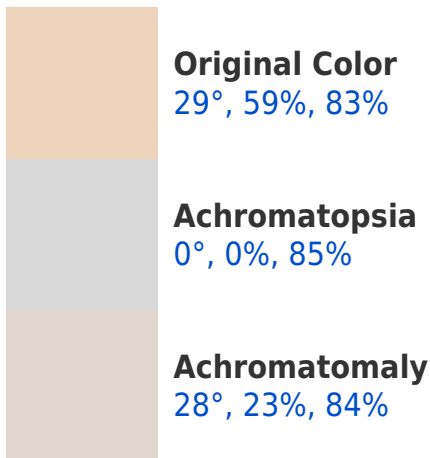 Original Color
29°, 59%, 83%
Achromatopsia
0°, 0%, 85%
Achromatomaly
28°, 23%, 84%